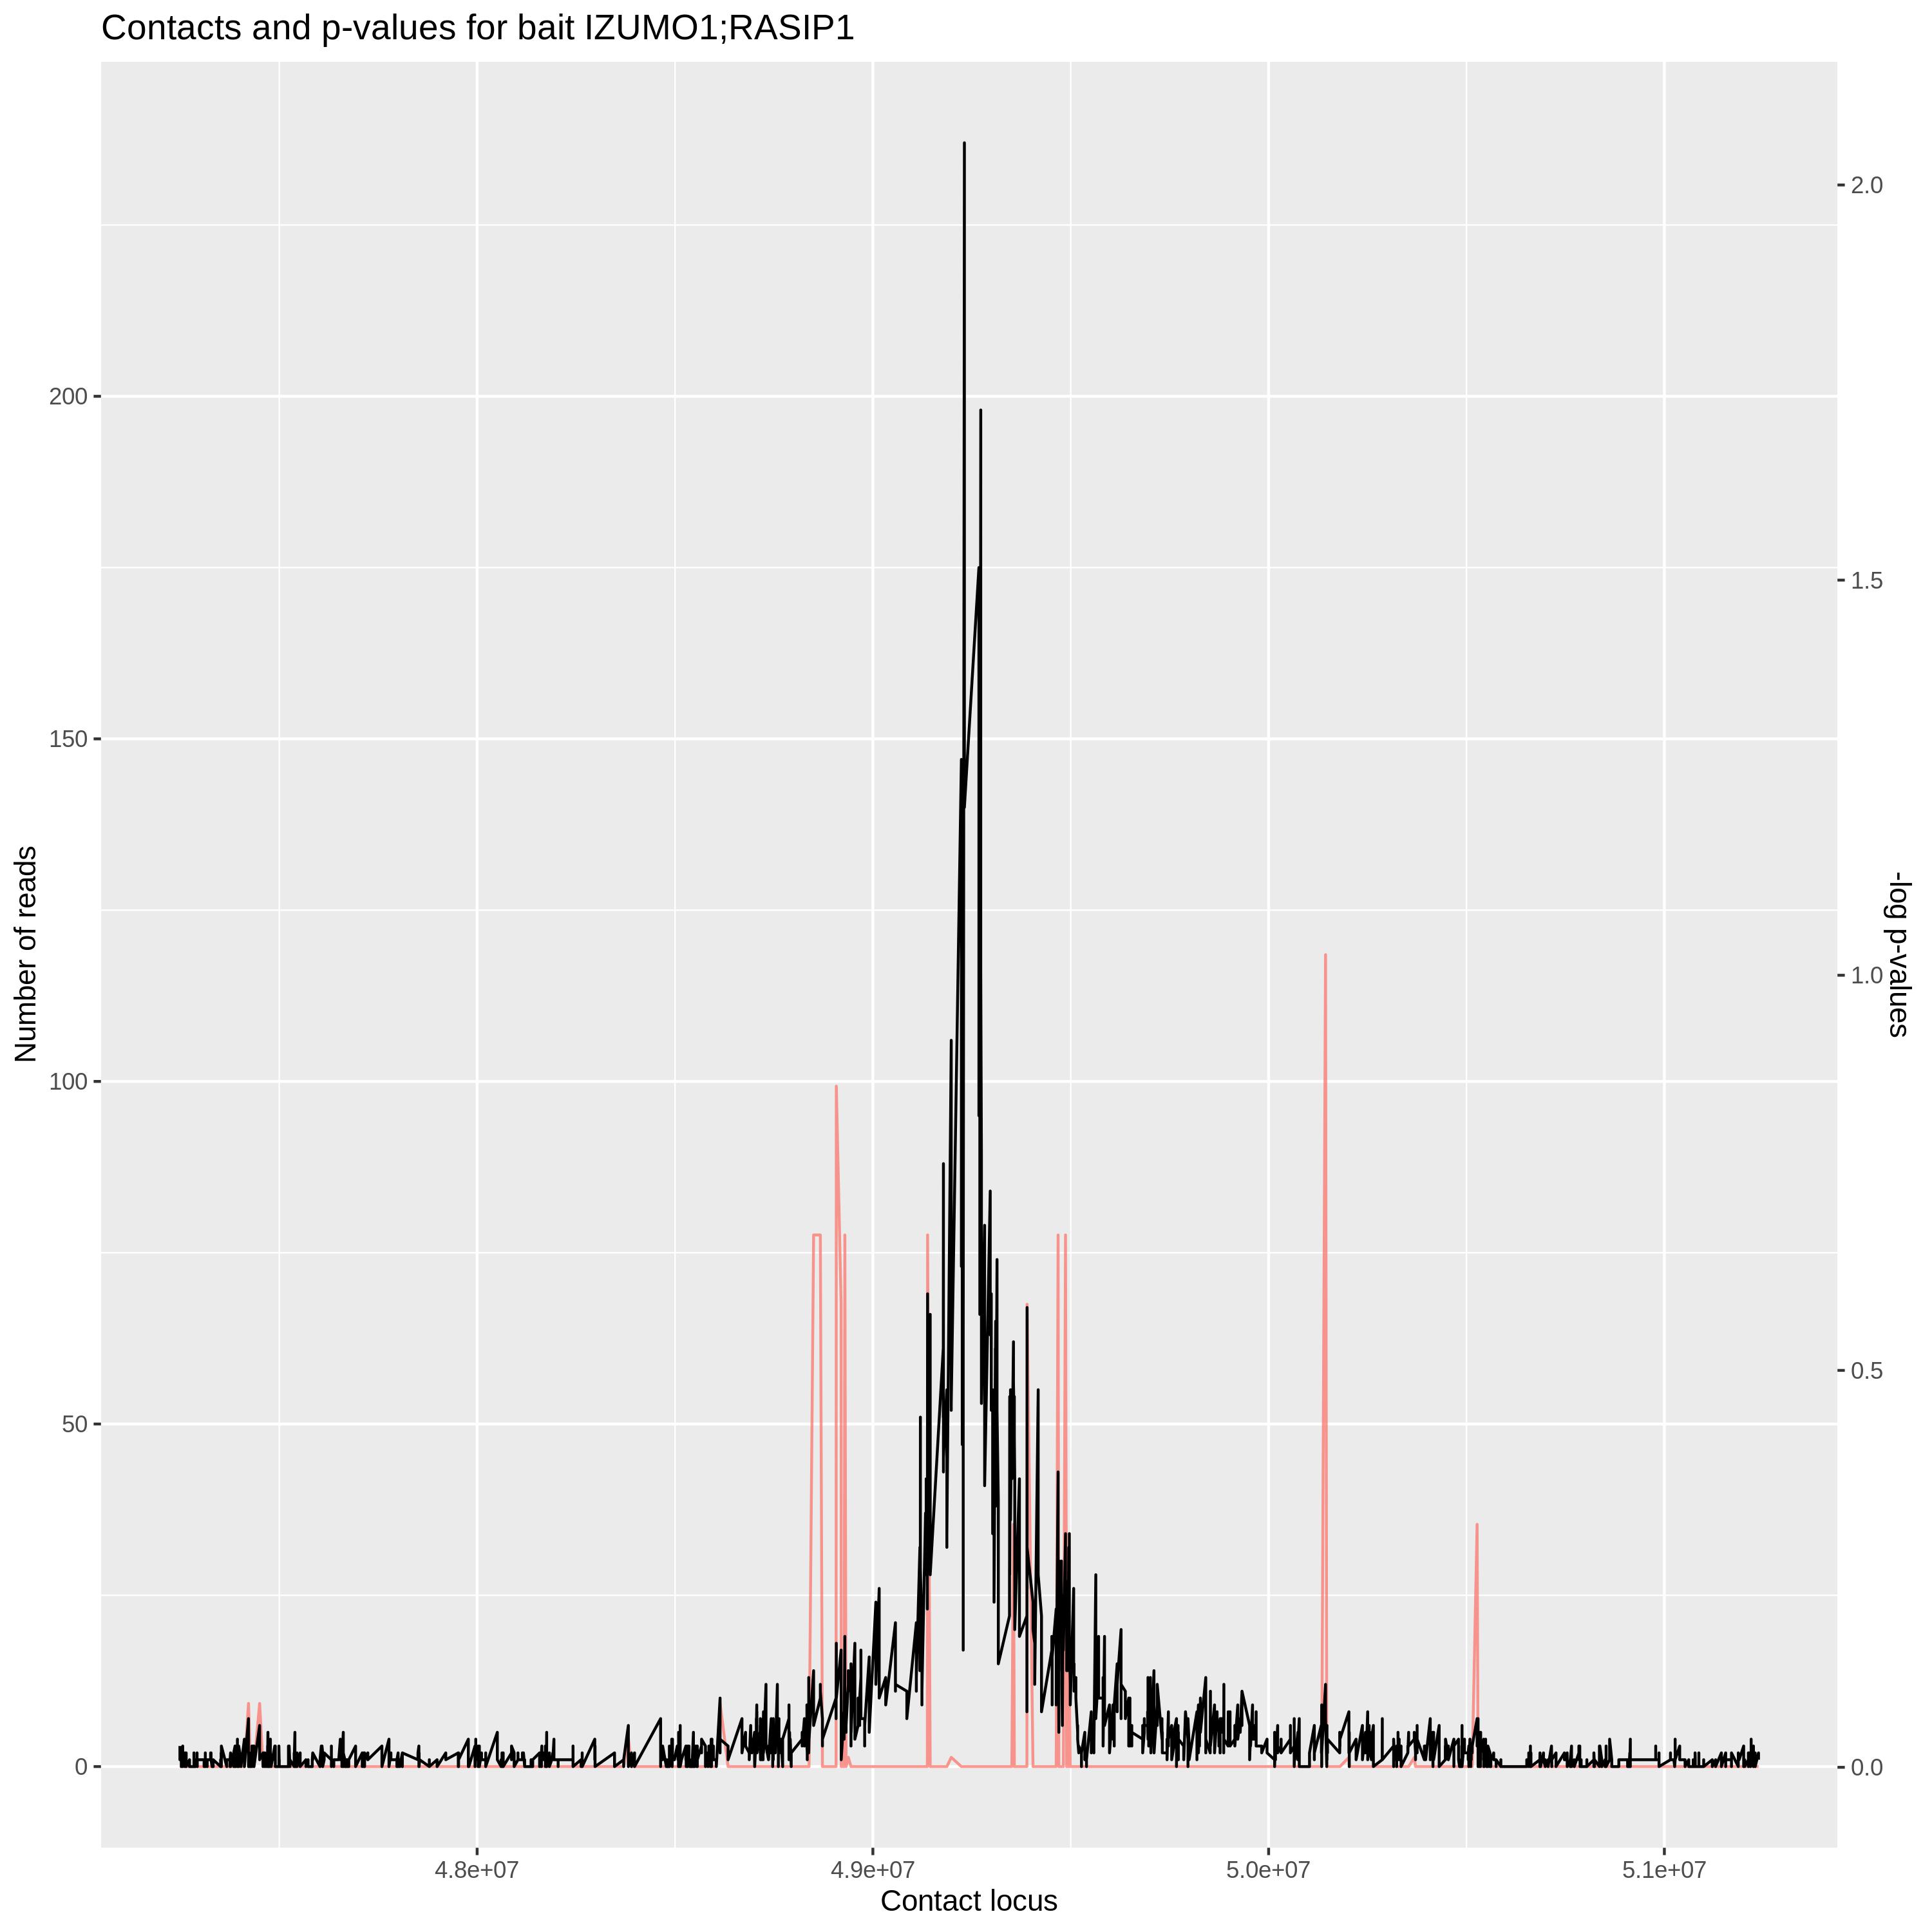 Contacts and p-values for bait IZUMO1;RASIP1
Number of reads
200
150
100
50
0
2.0
1.5
1.0
0.5
0.0
-log p-values
4.8e+07
4.9e+07
5.0e+07
5.1e+07
Contact locus